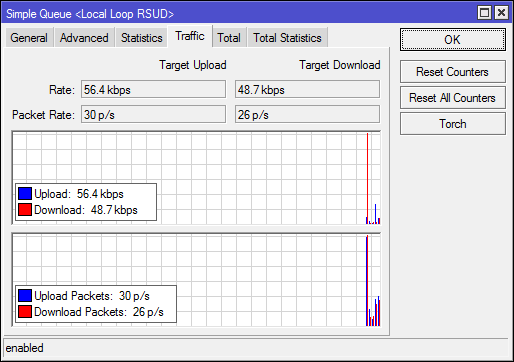 Simple Queue <Local Loop RSUD>
General Advanced Statistics Traffic Total Total Statistics
OK
Reset Counters
Reset All Counters
Torch
Target Upload Target Download
Rate: 56.4 kbps 48.7 kbps
Packet Rate: 30 p/s 26 p/s
Upload: 56.4 kbps
Download: 48.7 kbps
Upload Packets: 30 p/s
Download Packets: 26 p/s
enabled